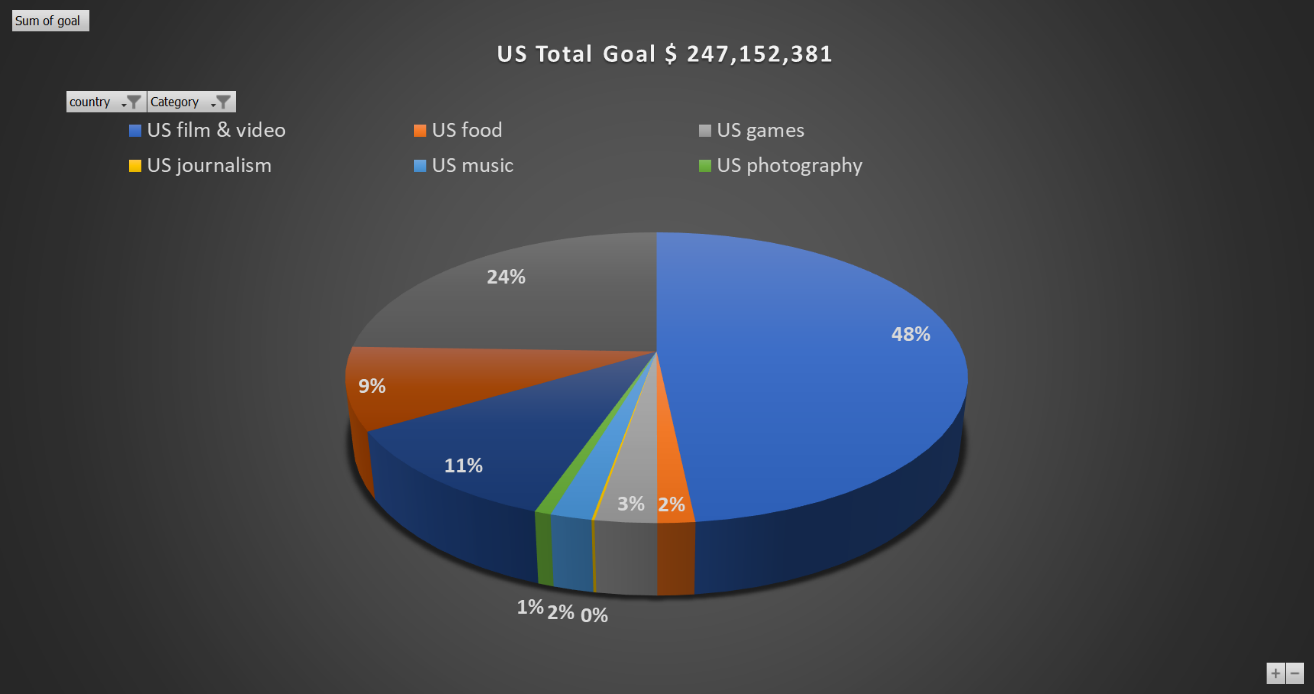 Sum of goal
US Total Goal $ 247,152,381
country Category
US film & video US food US games
US journalism US music US photography
24%
48%
9%
11%
3% 2%
1% 2% 0%
+ −